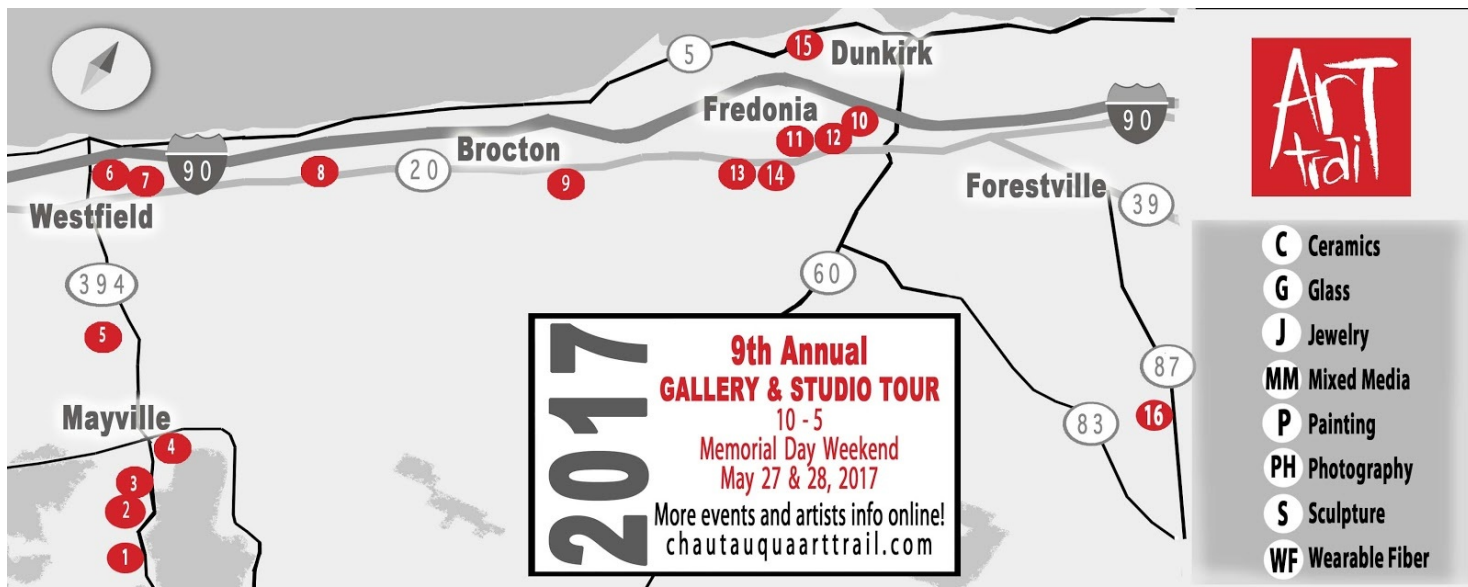 5
15
Dunkirk
Fredonia
10
11
12
90
90
Brocton
6
7
8
20
9
13
14
Westfield
Forestville
39
394
60
5
Mayville
4
3
2
1
87
83
16
2017
9th Annual
GALLERY & STUDIO TOUR
10 - 5
Memorial Day Weekend
May 27 & 28, 2017
More events and artists info online!
chautauquaarttrail.com
ArT
trail
C Ceramics
G Glass
J Jewelry
MM Mixed Media
P Painting
PH Photography
S Sculpture
WF Wearable Fiber